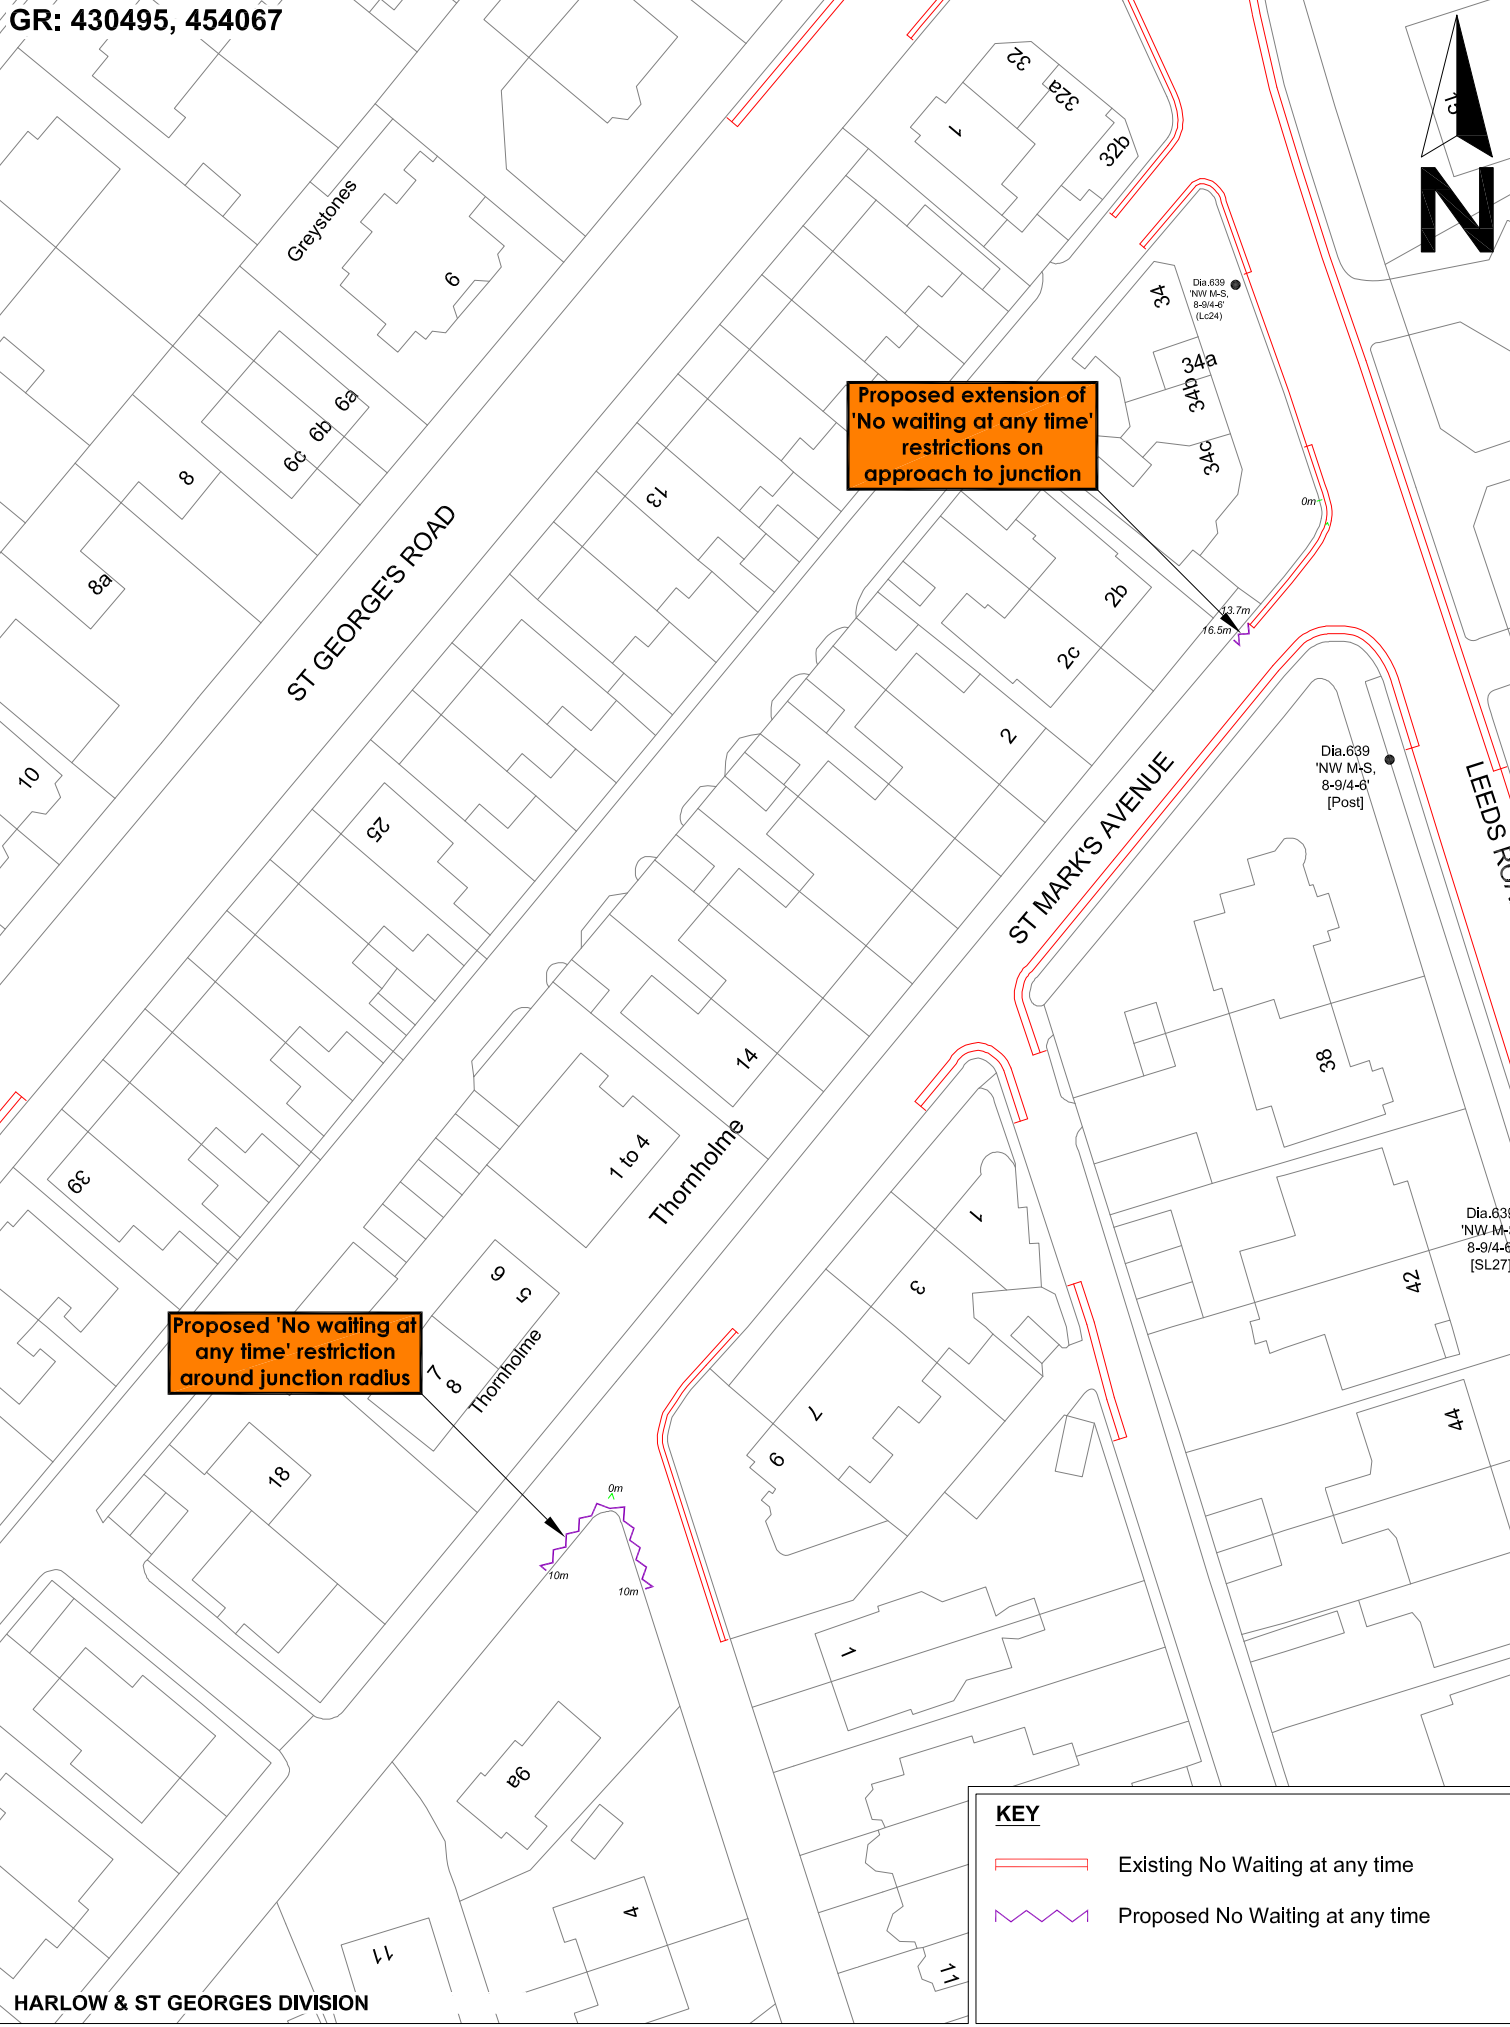 GR: 430495, 454067
32
32a
1
32b
N
Greystones
6
34
Dia.639
'NW M-S,
8-9/4-6'
(Lc24)
34a
34b
34c
6a
6b
6c
8
8a
13
Proposed extension of
'No waiting at any time'
restrictions on
approach to junction
0m
ST GEORGE'S ROAD
2b
2c
13.7m
16.5m
2
10
25
ST MARK'S AVENUE
Dia.639
'NW M-S,
8-9/4-6'
[Post]
LEEDS
14
38
39
1 to 4
Thornholme
1
3
Dia.639
'NW M-
8-9/4-6
[SL27]
42
6
5
7
8
Thornholme
Proposed 'No waiting at
any time' restriction
around junction radius
7
9
44
18
0m
10m
10m
1
9a
4
11
11
KEY
Existing No Waiting at any time
Proposed No Waiting at any time
HARLOW & ST GEORGES DIVISION